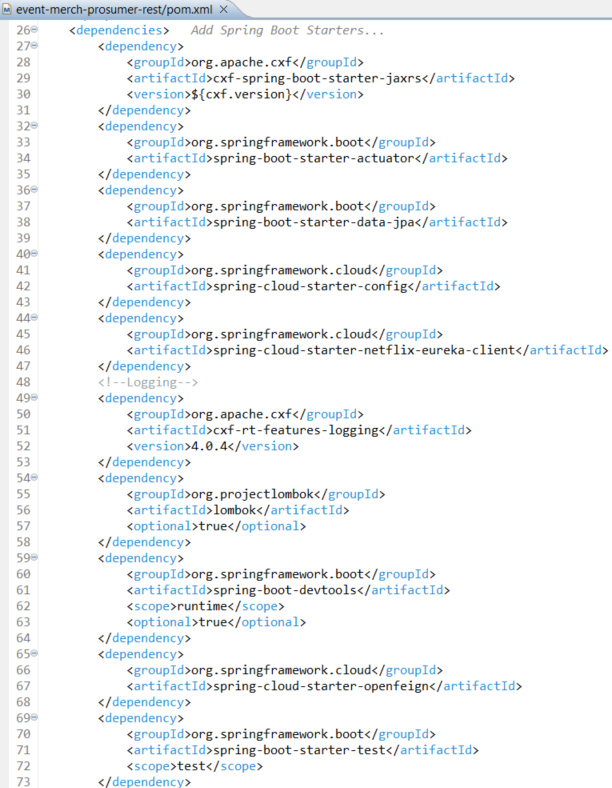 event-merch-prosumer-rest/pom.xml
26 <dependencies> Add Spring Boot Starters...
27 <dependency>
28 <groupId>org.apache.cxf</groupId>
29 <artifactId>cxf-spring-boot-starter-jaxrs</artifactId>
30 <version>${cxf.version}</version>
31 </dependency>
32 <dependency>
33 <groupId>org.springframework.boot</groupId>
34 <artifactId>spring-boot-starter-actuator</artifactId>
35 </dependency>
36 <dependency>
37 <groupId>org.springframework.boot</groupId>
38 <artifactId>spring-boot-starter-data-jpa</artifactId>
39 </dependency>
40 <dependency>
41 <groupId>org.springframework.cloud</groupId>
42 <artifactId>spring-cloud-starter-config</artifactId>
43 </dependency>
44 <dependency>
45 <groupId>org.springframework.cloud</groupId>
46 <artifactId>spring-cloud-starter-netflix-eureka-client</artifactId>
47 </dependency>
48 <!--Logging-->
49 <dependency>
50 <groupId>org.apache.cxf</groupId>
51 <artifactId>cxf-rt-features-logging</artifactId>
52 <version>4.0.4</version>
53 </dependency>
54 <dependency>
55 <groupId>org.projectlombok</groupId>
56 <artifactId>lombok</artifactId>
57 <optional>true</optional>
58 </dependency>
59 <dependency>
60 <groupId>org.springframework.boot</groupId>
61 <artifactId>spring-boot-devtools</artifactId>
62 <scope>runtime</scope>
63 <optional>true</optional>
64 </dependency>
65 <dependency>
66 <groupId>org.springframework.cloud</groupId>
67 <artifactId>spring-cloud-starter-openfeign</artifactId>
68 </dependency>
69 <dependency>
70 <groupId>org.springframework.boot</groupId>
71 <artifactId>spring-boot-starter-test</artifactId>
72 <scope>test</scope>
73 </dependency>